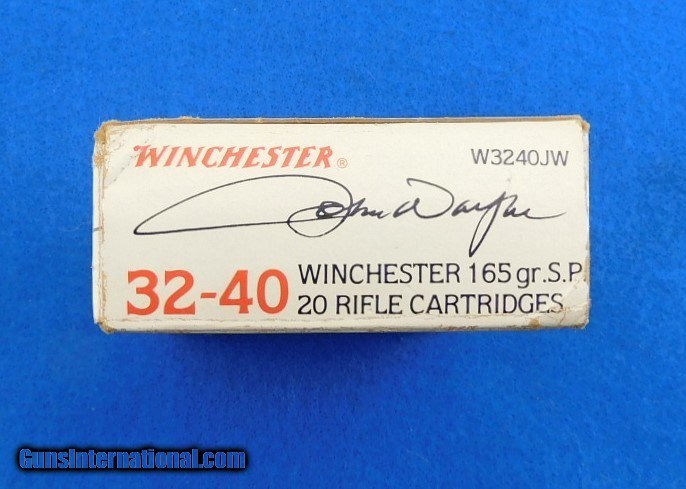 WINCHESTER® W3240JW
John Wayne
32-40 WINCHESTER 165 gr. S.P.
20 RIFLE CARTRIDGES
GunsInternational.com